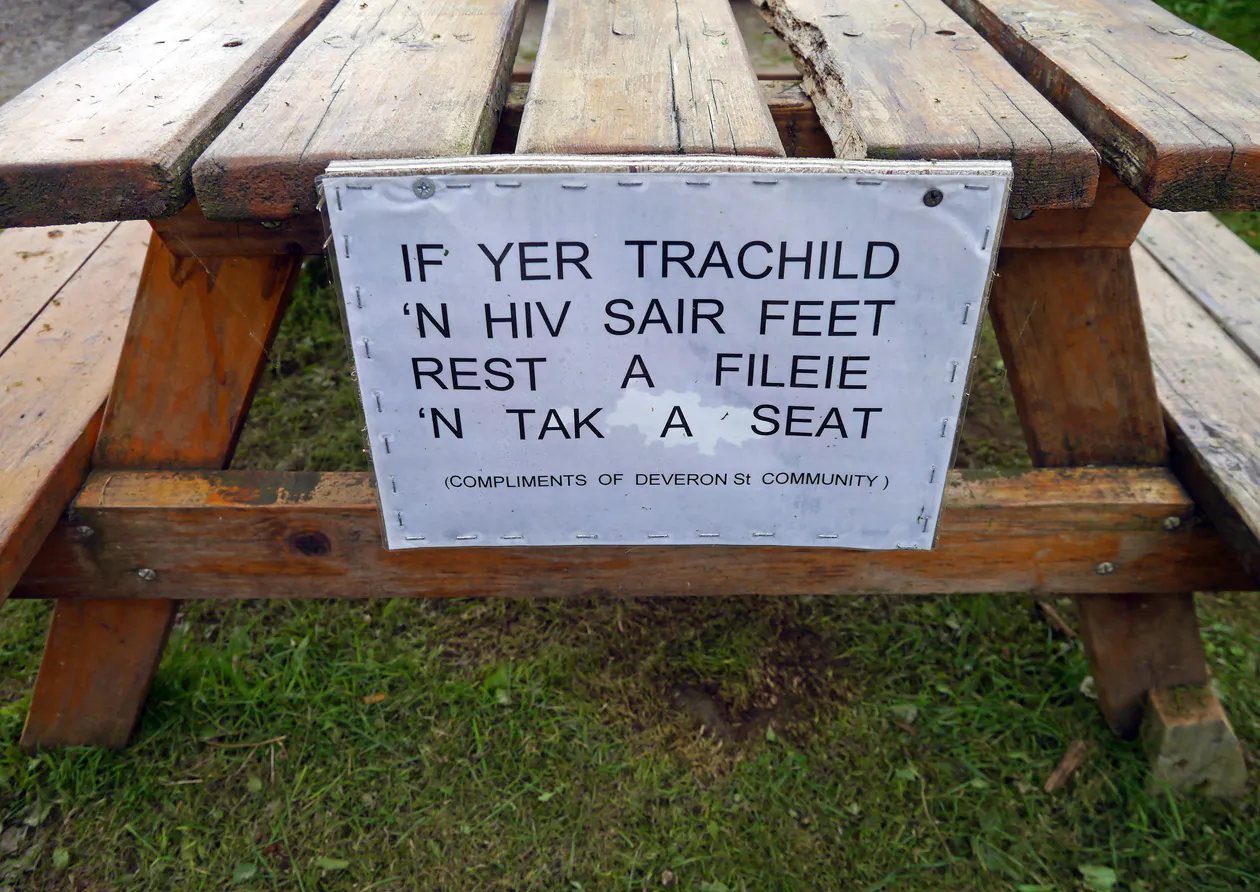 IF YER TRACHILD
‘N HIV SAIR FEET
REST A FILEIE
‘N TAK A SEAT
(COMPLIMENTS OF DEVERON St COMMUNITY )